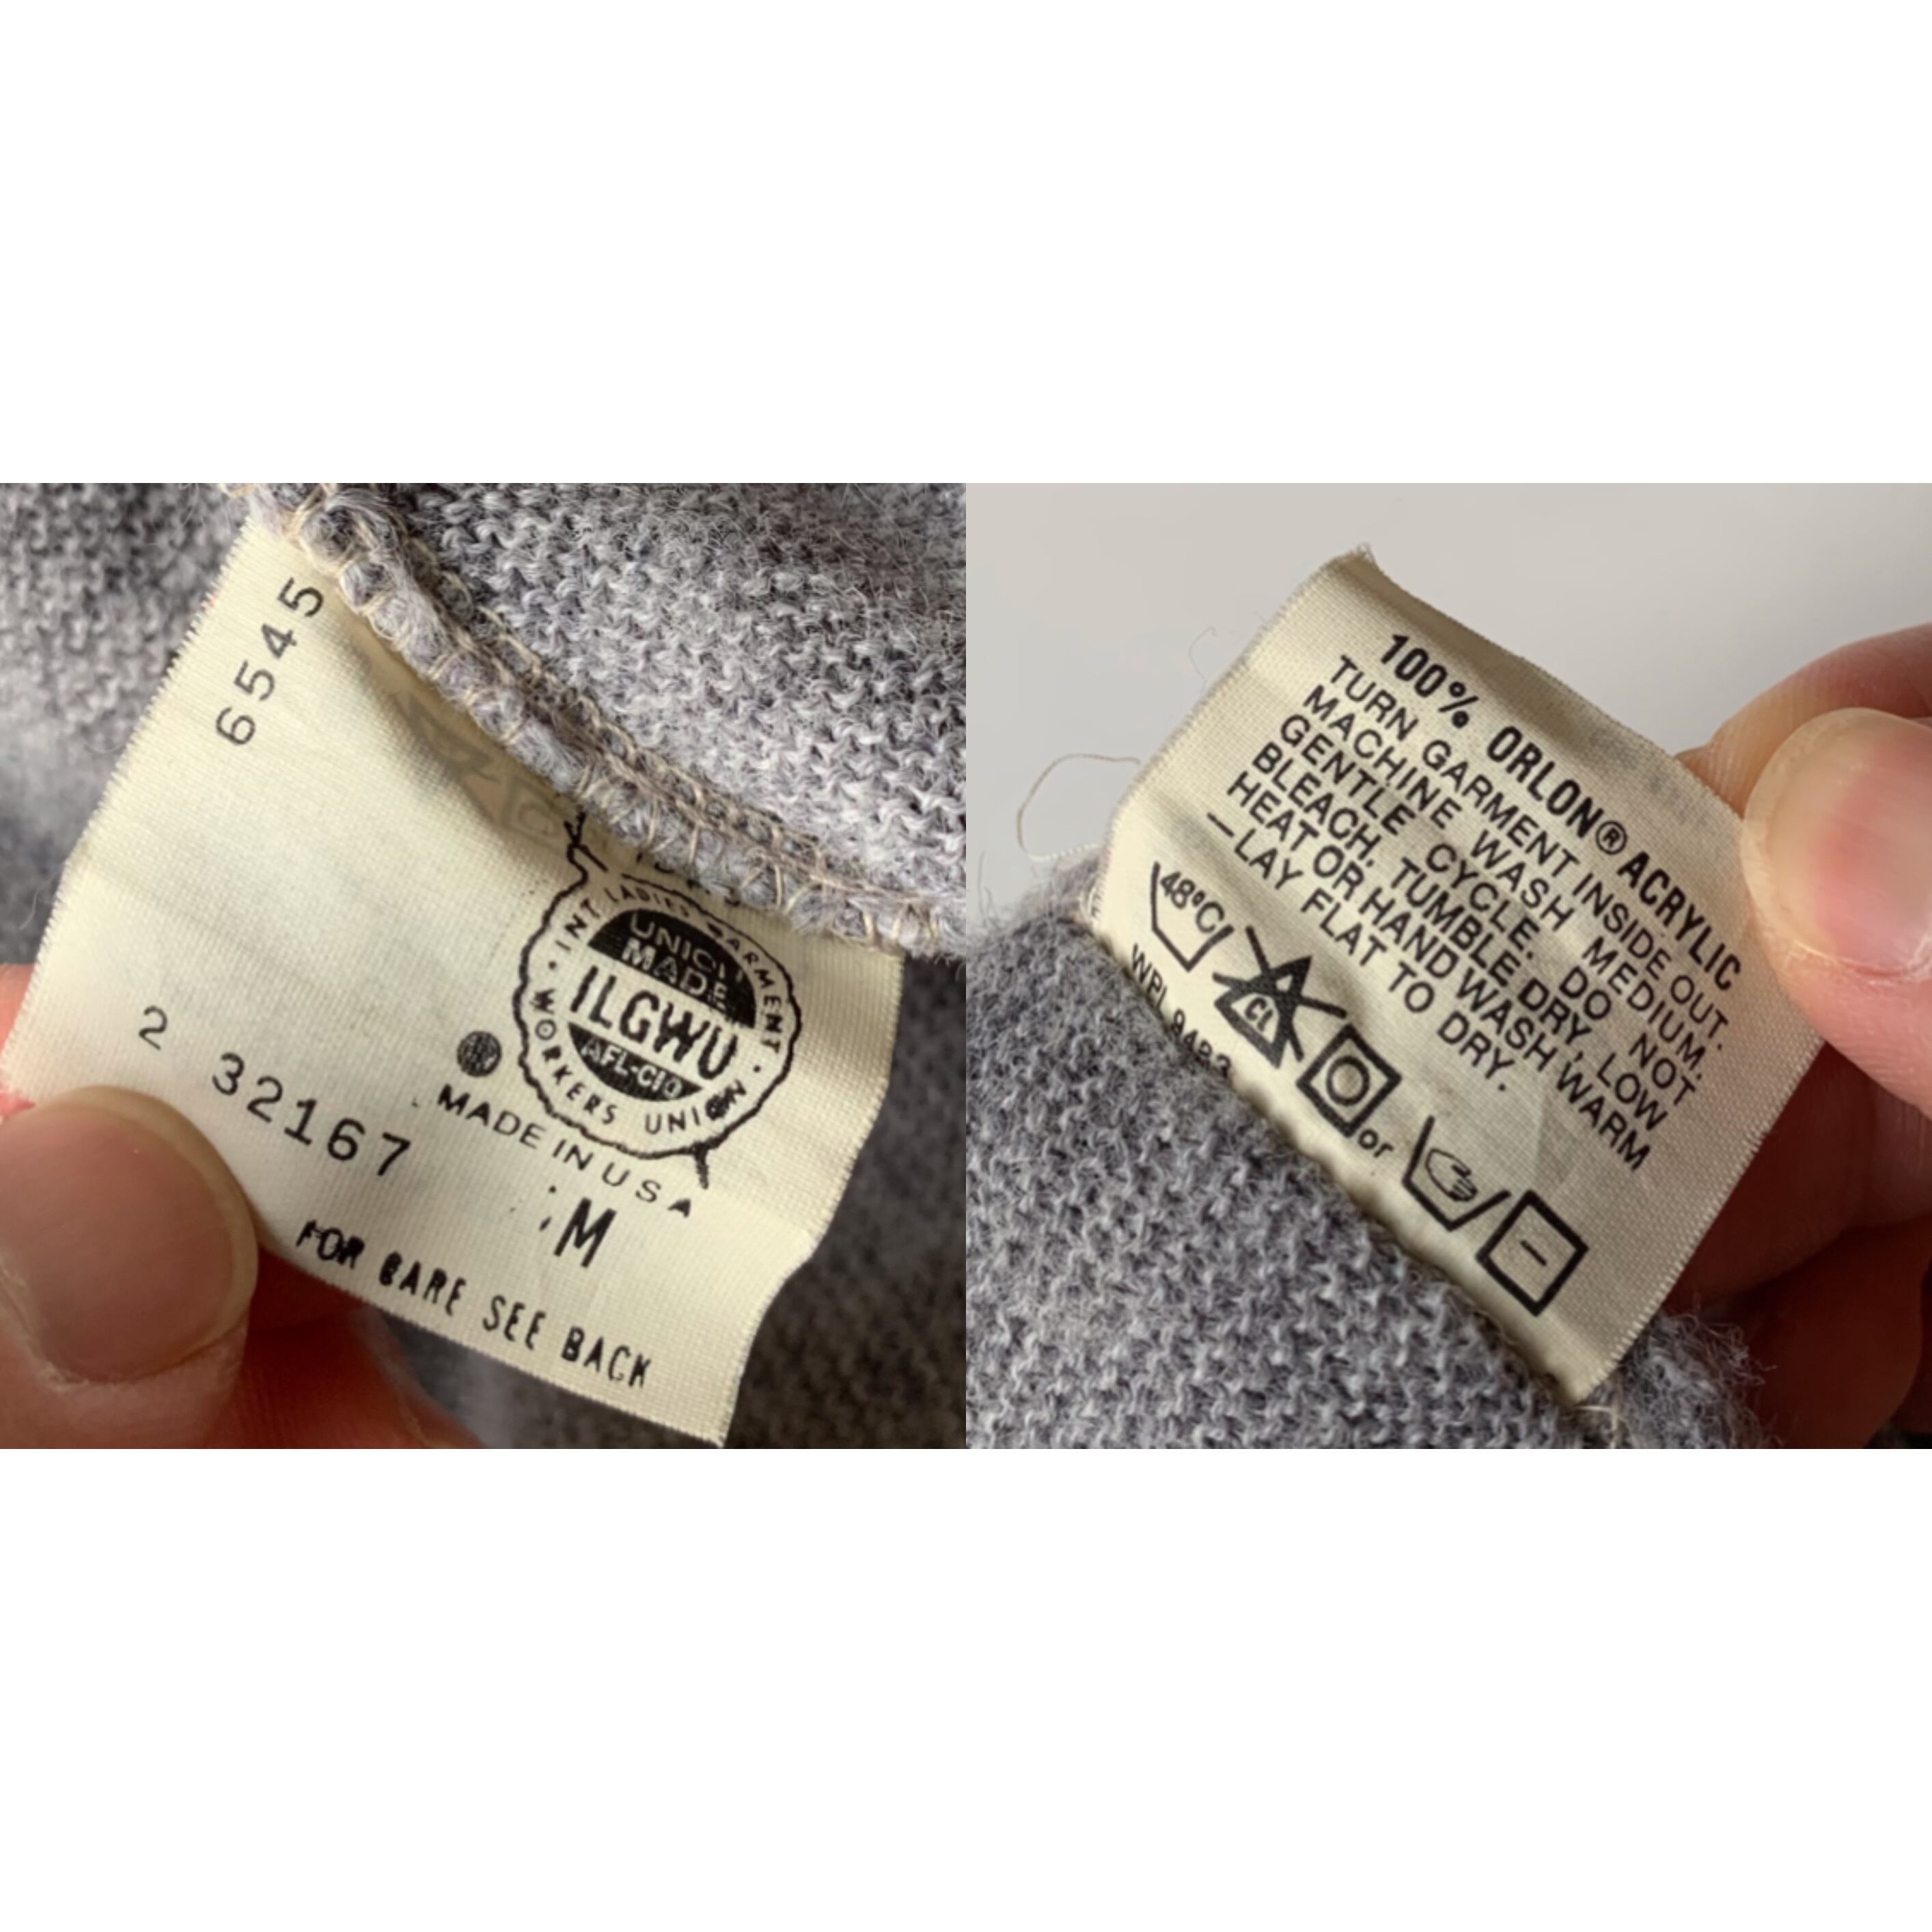 6545
INT. LADIES GARMENT
UNION
MADE
ILGWU
AFL-CIO
WORKERS UNION
MADE IN USA
2 32167
M
FOR CARE SEE BACK
100% ORLON® ACRYLIC
TURN GARMENT INSIDE OUT.
MACHINE WASH MEDIUM,
GENTLE CYCLE. DO NOT
BLEACH. TUMBLE DRY, LOW
HEAT OR HAND WASH WARM
—LAY FLAT TO DRY.
48°C
CL
or
WPL